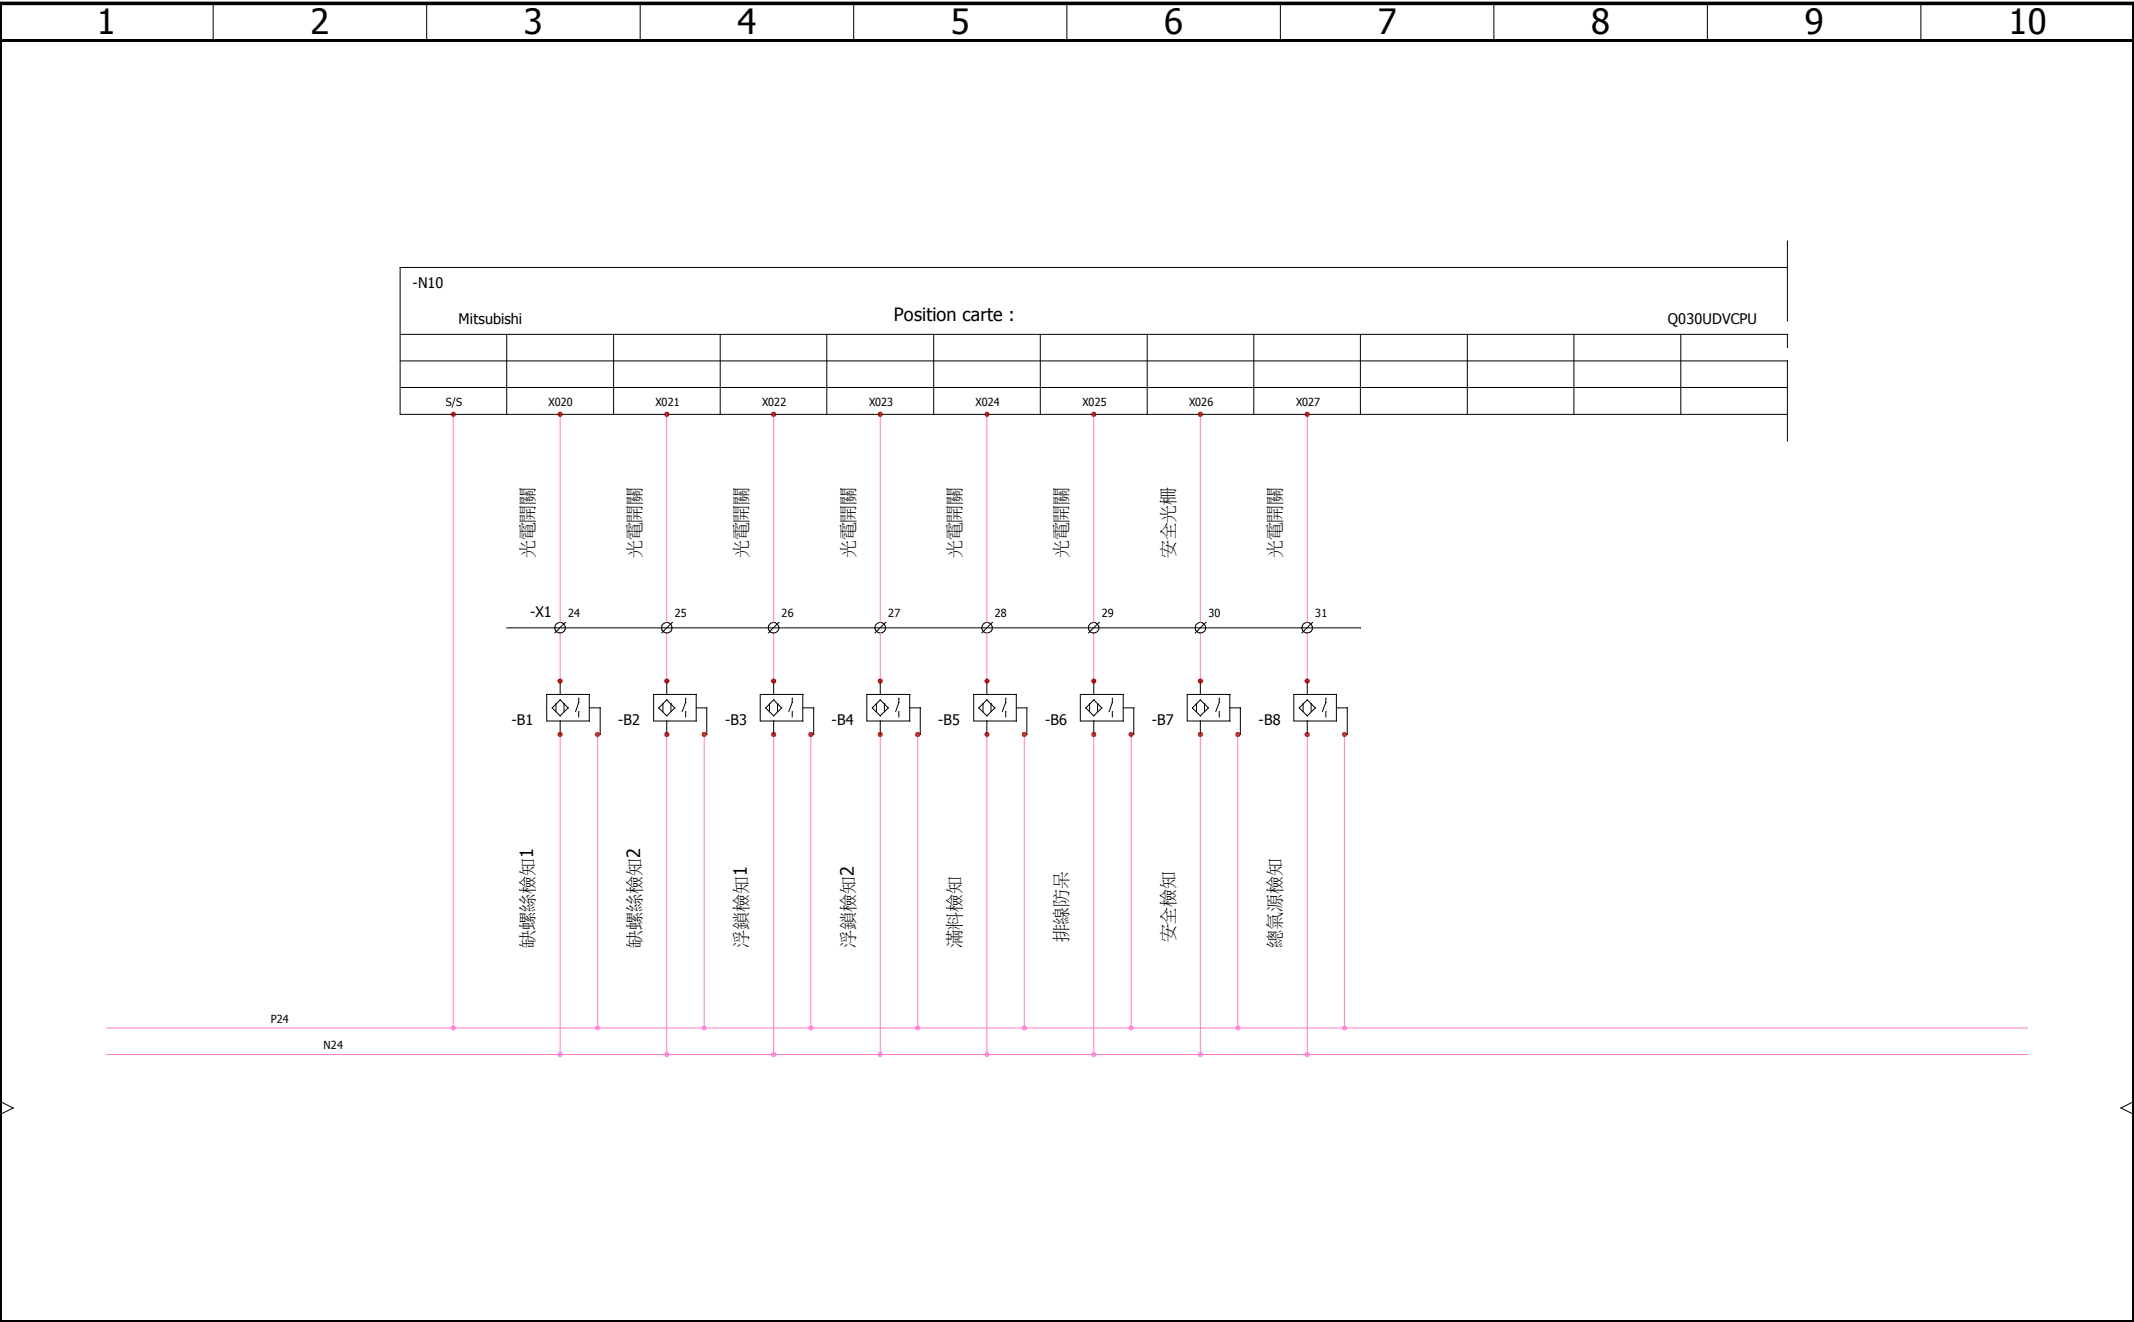 1 2 3 4 5 6 7 8 9 10
-N10
Mitsubishi Position carte : Q030UDVCPU
S/S X020 X021 X022 X023 X024 X025 X026 X027
光電開關 光電開關 光電開關 光電開關 光電開關 光電開關 安全光柵 光電開關
-X1 24 25 26 27 28 29 30 31
-B1 -B2 -B3 -B4 -B5 -B6 -B7 -B8
缺螺絲檢知1 缺螺絲檢知2 浮鎖檢知1 浮鎖檢知2 滿料檢知 排線防呆 安全檢知 總氣源檢知
P24
N24